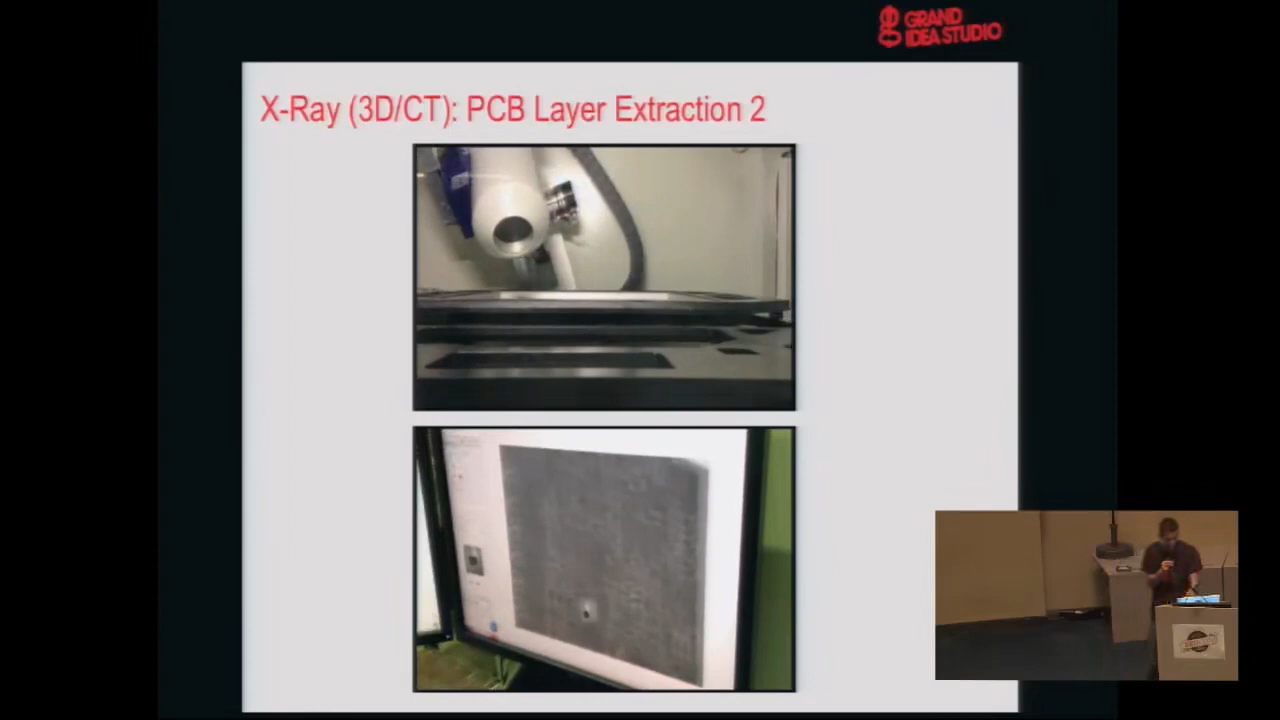 GRAND
IDEA STUDIO
X-Ray (3D/CT): PCB Layer Extraction 2